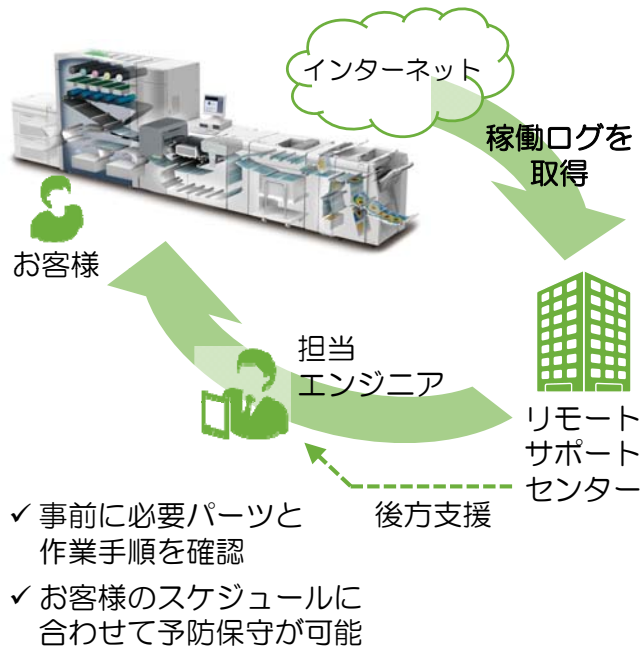 インターネット
稼働ログを
取得
お客様
担当
エンジニア
リモート
サポート
センター
後方支援
✓ 事前に必要パーツと
作業手順を確認
✓ お客様のスケジュールに
合わせて予防保守が可能